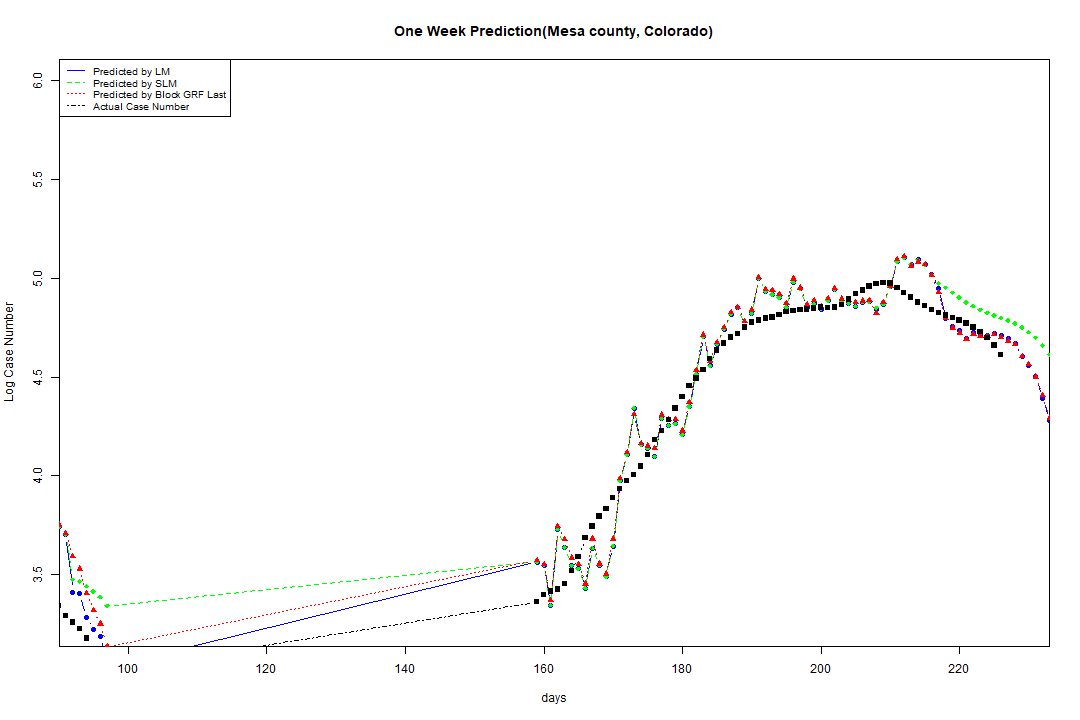 One Week Prediction(Mesa county, Colorado)
Predicted by LM
Predicted by SLM
Predicted by Block GRF Last
Actual Case Number
6.0
5.5
5.0
4.5
4.0
3.5
Log Case Number
100 120 140 160 180 200 220
days